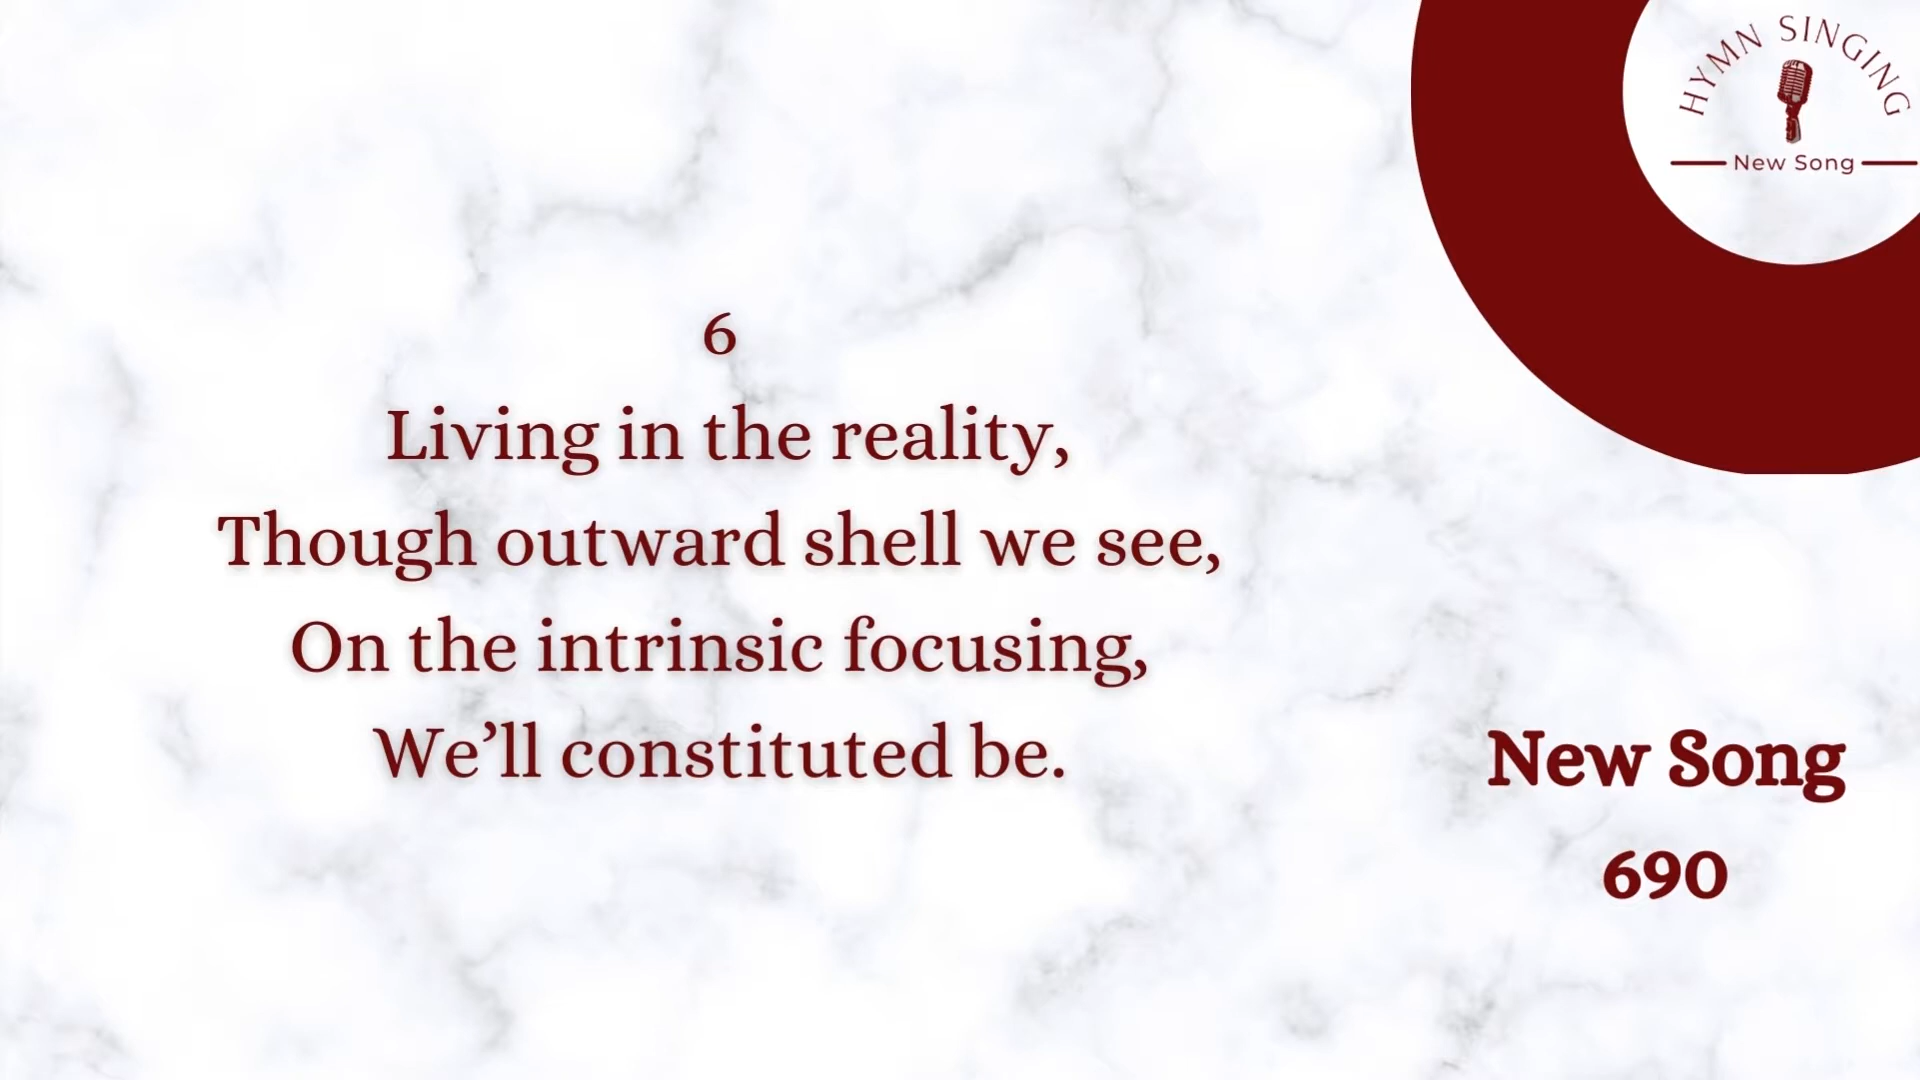 HYMN SINGING
New Song
6
Living in the reality,
Though outward shell we see,
On the intrinsic focusing,
We’ll constituted be.
New Song
690